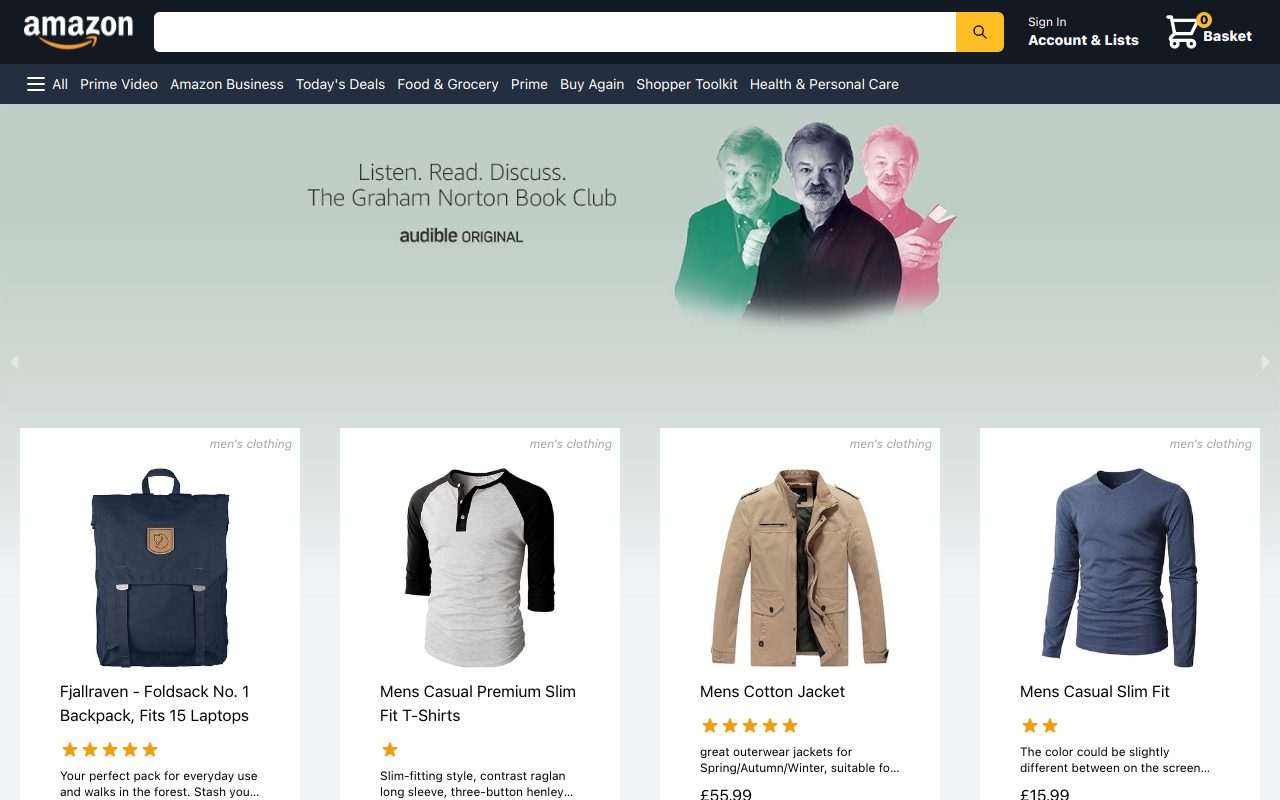 amazon
Sign In
Account & Lists
0
Basket
All Prime Video Amazon Business Today's Deals Food & Grocery Prime Buy Again Shopper Toolkit Health & Personal Care
Listen. Read. Discuss.
The Graham Norton Book Club
audible ORIGINAL
men's clothing
Fjallraven - Foldsack No. 1
Backpack, Fits 15 Laptops
Your perfect pack for everyday use
and walks in the forest. Stash you...
men's clothing
Mens Casual Premium Slim
Fit T-Shirts
Slim-fitting style, contrast raglan
long sleeve, three-button henley...
men's clothing
Mens Cotton Jacket
great outerwear jackets for
Spring/Autumn/Winter, suitable fo...
£55.99
men's clothing
Mens Casual Slim Fit
The color could be slightly
different between on the screen...
£15.99